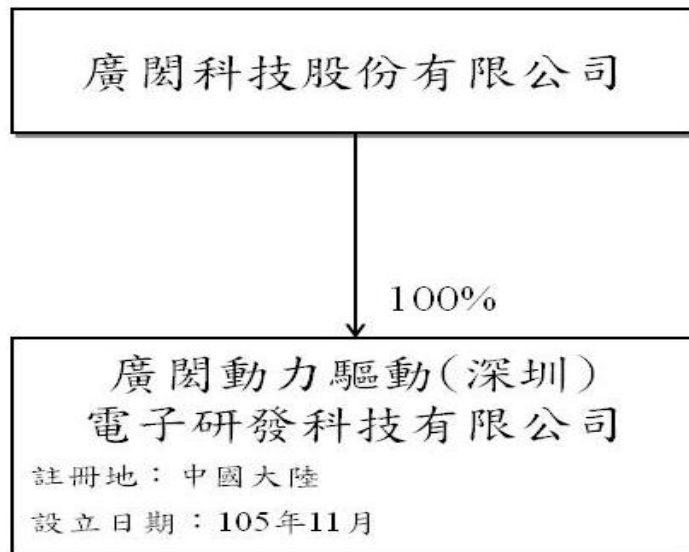 廣閎科技股份有限公司
100%
廣閎動力驅動(深圳)
電子研發科技有限公司
註冊地：中國大陸
設立日期：105年11月